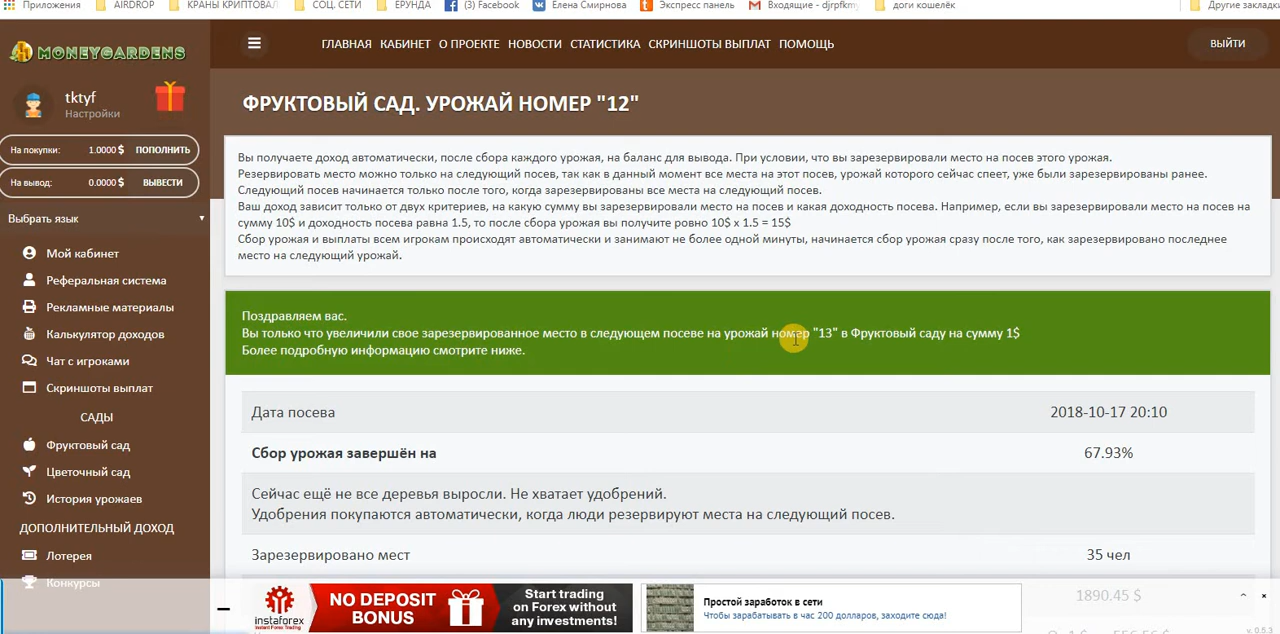 Приложения
AIRDROP
КРАНЫ КРИПТОВАЛ
СОЦ. СЕТИ
ЕРУНДА
(3) Facebook
Елена Смирнова
Экспресс панель
Входящие - djrpfkmy
доги кошелёк
Другие закладки
MONEYGARDENS
ГЛАВНАЯ КАБИНЕТ О ПРОЕКТЕ НОВОСТИ СТАТИСТИКА СКРИНШОТЫ ВЫПЛАТ ПОМОЩЬ
ВЫЙТИ
tktyf
Настройки
На покупки: 1.0000 $ ПОПОЛНИТЬ
На вывод: 0.0000 $ ВЫВЕСТИ
Выбрать язык
Мой кабинет
Реферальная система
Рекламные материалы
Калькулятор доходов
Чат с игроками
Скриншоты выплат
САДЫ
Фруктовый сад
Цветочный сад
История урожаев
ДОПОЛНИТЕЛЬНЫЙ ДОХОД
Лотерея
Конкурсы
ФРУКТОВЫЙ САД. УРОЖАЙ НОМЕР "12"
Вы получаете доход автоматически, после сбора каждого урожая, на баланс для вывода. При условии, что вы зарезервировали место на посев этого урожая.
Резервировать место можно только на следующий посев, так как в данный момент все места на этот посев, урожай которого сейчас спеет, уже были зарезервированы ранее.
Следующий посев начинается только после того, когда зарезервированы все места на следующий посев.
Ваш доход зависит только от двух критериев, на какую сумму вы зарезервировали место на посев и какая доходность посева. Например, если вы зарезервировали место на посев на
сумму 10$ и доходность посева равна 1.5, то после сбора урожая вы получите ровно 10$ x 1.5 = 15$
Сбор урожая и выплаты всем игрокам происходят автоматически и занимают не более одной минуты, начинается сбор урожая сразу после того, как зарезервировано последнее
место на следующий урожай.
Поздравляем вас.
Вы только что увеличили свое зарезервированное место в следующем посеве на урожай номер "13" в Фруктовый саду на сумму 1$
Более подробную информацию смотрите ниже.
Дата посева 2018-10-17 20:10
Сбор урожая завершён на 67.93%
Сейчас ещё не все деревья выросли. Не хватает удобрений.
Удобрения покупаются автоматически, когда люди резервируют места на следующий посев.
Зарезервировано мест 35 чел
1890.45 $
instaforex
Instant Forex Trading
NO DEPOSIT
BONUS
Start trading
on Forex without
any investments!
Простой заработок в сети
Чтобы зарабатывать в час 200 долларов, заходите сюда!
v. 0.5.3